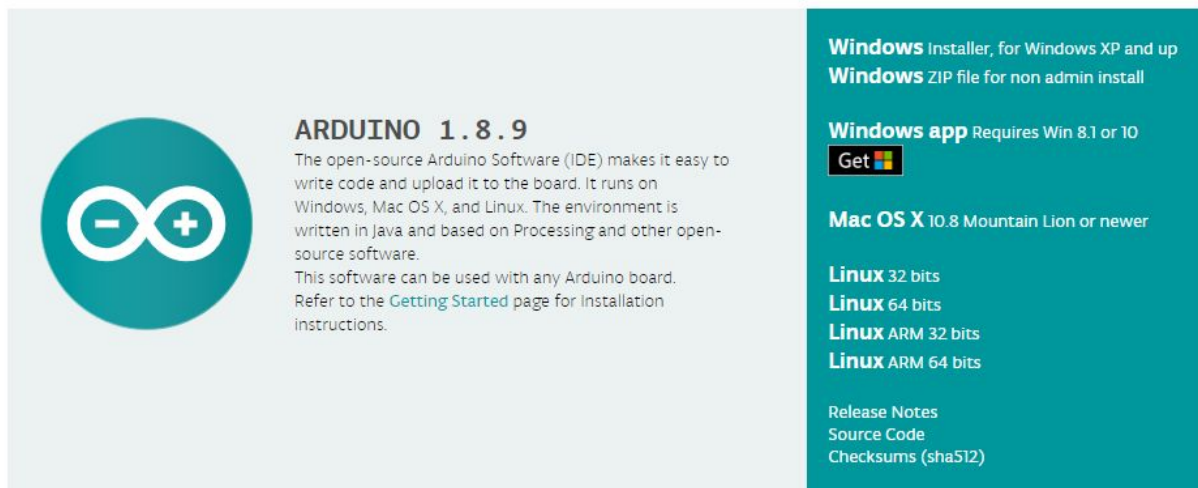 ARDUINO 1.8.9
The open-source Arduino Software (IDE) makes it easy to
write code and upload it to the board. It runs on
Windows, Mac OS X, and Linux. The environment is
written in Java and based on Processing and other open-
source software.
This software can be used with any Arduino board.
Refer to the Getting Started page for Installation
instructions.
Windows Installer, for Windows XP and up
Windows ZIP file for non admin install
Windows app Requires Win 8.1 or 10
Get
Mac OS X 10.8 Mountain Lion or newer
Linux 32 bits
Linux 64 bits
Linux ARM 32 bits
Linux ARM 64 bits
Release Notes
Source Code
Checksums (sha512)